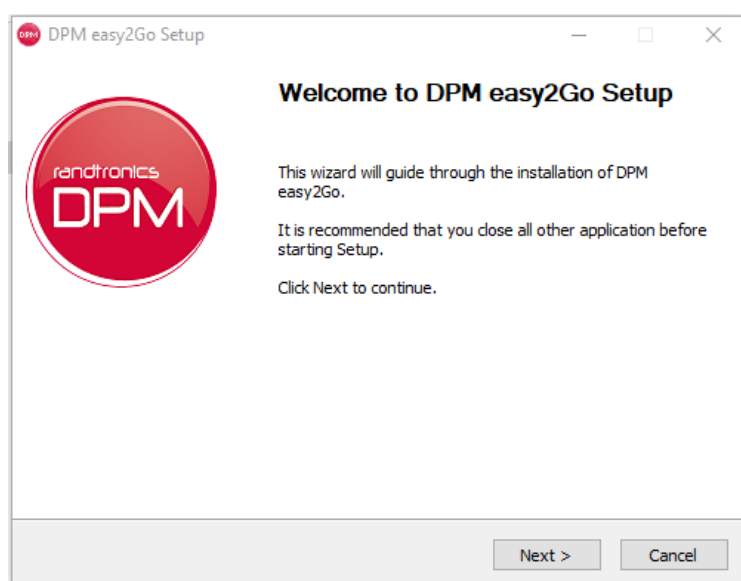 DPM easy2Go Setup
Welcome to DPM easy2Go Setup
randtronics
DPM
This wizard will guide through the installation of DPM
easy2Go.
It is recommended that you close all other application before
starting Setup.
Click Next to continue.
Next >
Cancel